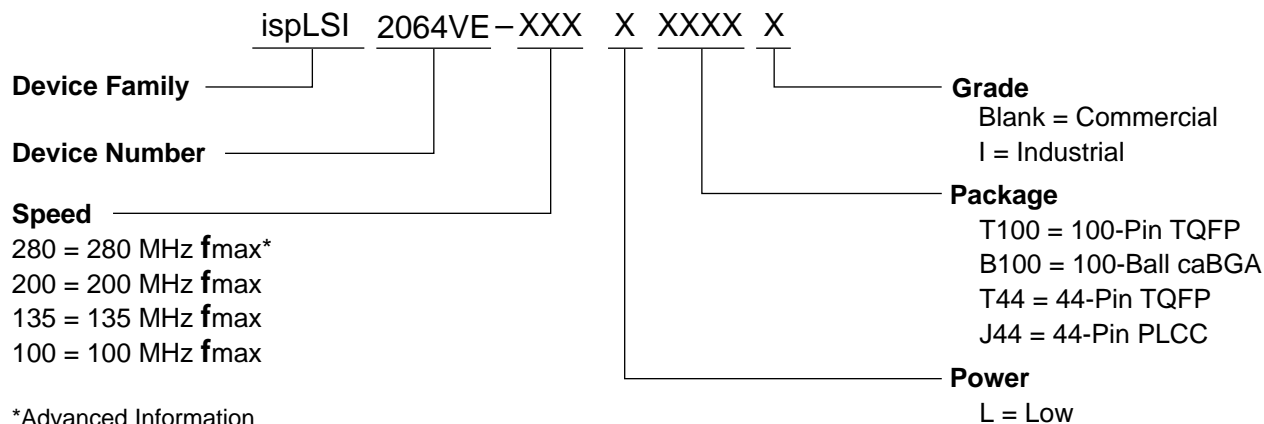 ispLSI 2064VE – XXX X XXXX X
Device Family
Device Number
Speed
280 = 280 MHz fmax*
200 = 200 MHz fmax
135 = 135 MHz fmax
100 = 100 MHz fmax
*Advanced Information
Grade
Blank = Commercial
I = Industrial
Package
T100 = 100-Pin TQFP
B100 = 100-Ball caBGA
T44 = 44-Pin TQFP
J44 = 44-Pin PLCC
Power
L = Low